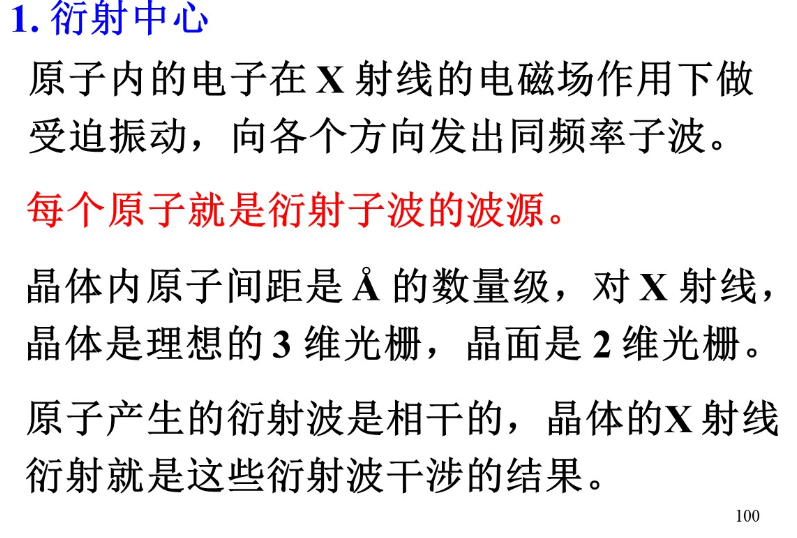 1. 衍射中心
原子内的电子在 X 射线的电磁场作用下做
受迫振动，向各个方向发出同频率子波。
每个原子就是衍射子波的波源。
晶体内原子间距是 Å 的数量级，对 X 射线，
晶体是理想的 3 维光栅，晶面是 2 维光栅。
原子产生的衍射波是相干的，晶体的X 射线
衍射就是这些衍射波干涉的结果。
100